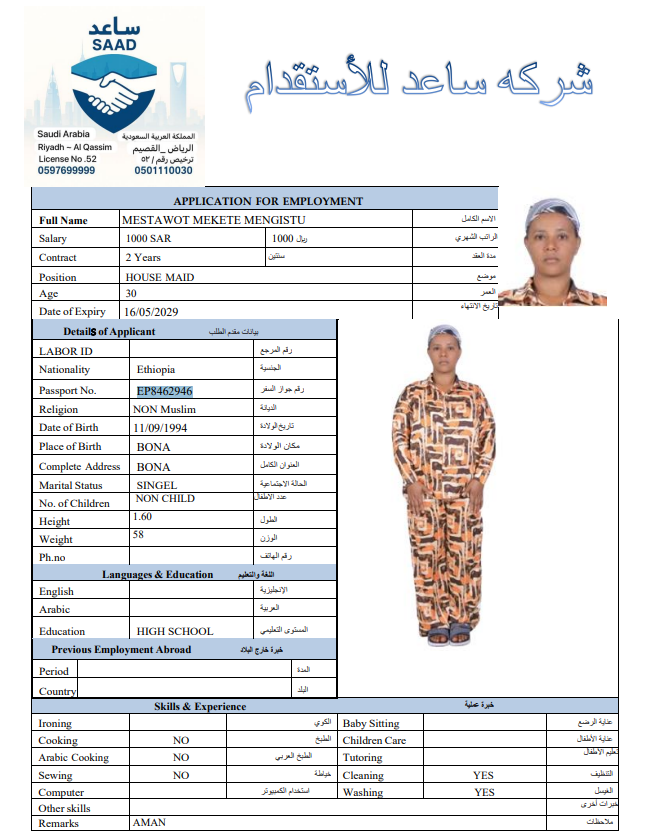 ساعد
SAAD
Saudi Arabia المملكة العربية السعودية
Riyadh – Al Qassim الرياض _القصيم
License No .52 ترخيص رقم / ٥٢
0597699999 0501110030
شركه ساعد للأستقدام
APPLICATION FOR EMPLOYMENT
Full Name MESTAWOT MEKETE MENGISTU الاسم الكامل
Salary 1000 SAR 1000 ريال الراتب الشهري
Contract 2 Years سنتين مدة العقد
Position HOUSE MAID موضع
Age 30 العمر
Date of Expiry 16/05/2029 تاريخ الانتهاء
Details of Applicant بيانات مقدم الطلب
LABOR ID رقم المرجع
Nationality Ethiopia الجنسية
Passport No. EP8462946 رقم جواز السفر
Religion NON Muslim الديانة
Date of Birth 11/09/1994 تاريخ الولادة
Place of Birth BONA مكان الولادة
Complete Address BONA العنوان الكامل
Marital Status SINGEL الحالة الاجتماعية
No. of Children NON CHILD عدد الأطفال
Height 1.60 الطول
Weight 58 الوزن
Ph.no رقم الهاتف
Languages & Education اللغة والتعليم
English الإنجليزية
Arabic العربية
Education HIGH SCHOOL المستوى التعليمي
Previous Employment Abroad خبرة خارج البلاد
Period المدة
Country البلد
Skills & Experience خبرة عملية
Ironing الكوي Baby Sitting عناية الرضع
Cooking NO الطبخ Children Care عناية الأطفال
Arabic Cooking NO الطبخ العربي Tutoring تعليم الأطفال
Sewing NO خياطة Cleaning YES التنظيف
Computer استخدام الكمبيوتر Washing YES الغيسل
Other skills خبرات أخرى
Remarks AMAN ملاحظات